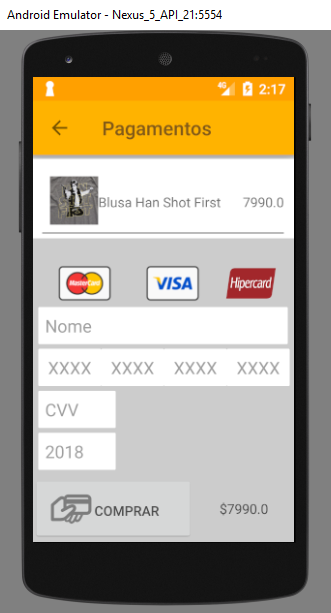 Android Emulator - Nexus_5_API_21:5554
4G 2:17
Pagamentos
Blusa Han Shot First 7990.0
MasterCard VISA Hipercard
Nome
XXXX XXXX XXXX XXXX
CVV
2018
COMPRAR $7990.0